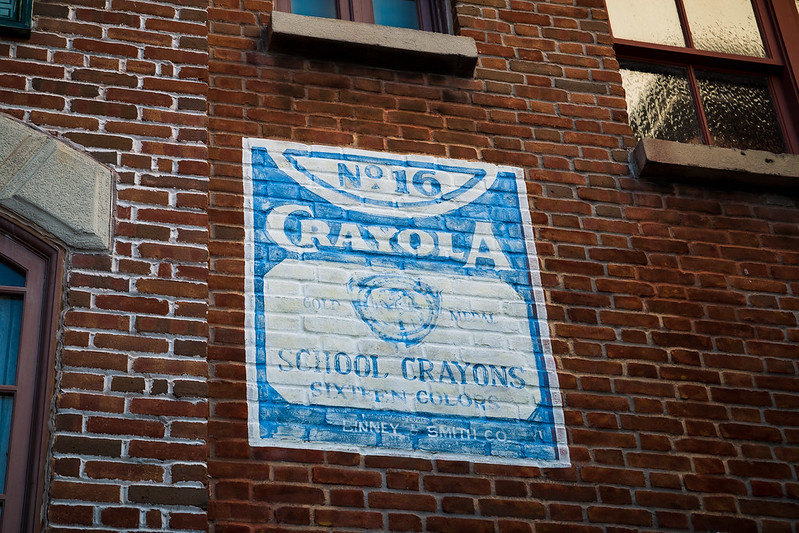 Nº 16
CRAYOLA
GOLD MEDAL
SCHOOL CRAYONS
SIXTEEN COLORS
BINNEY & SMITH CO.